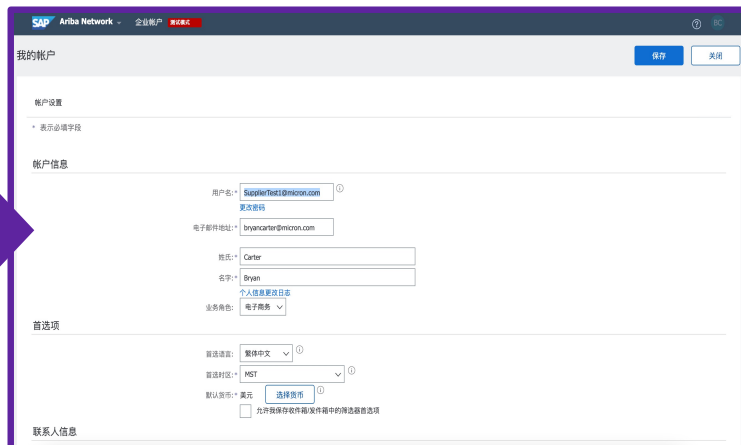 SAP Ariba Network 企业帐户 测试模式 BC
我的帐户 保存 关闭
帐户设置
* 表示必填字段
帐户信息
用户名:* SupplierTest1@micron.com
更改密码
电子邮件地址:* bryancarter@micron.com
姓氏:* Carter
名字:* Bryan
个人信息更改日志
业务角色: 电子商务
首选项
首选语言: 繁体中文
首选时区:* MST
默认货币:* 美元 选择货币
允许我保存收件箱/发件箱中的筛选器首选项
联系人信息